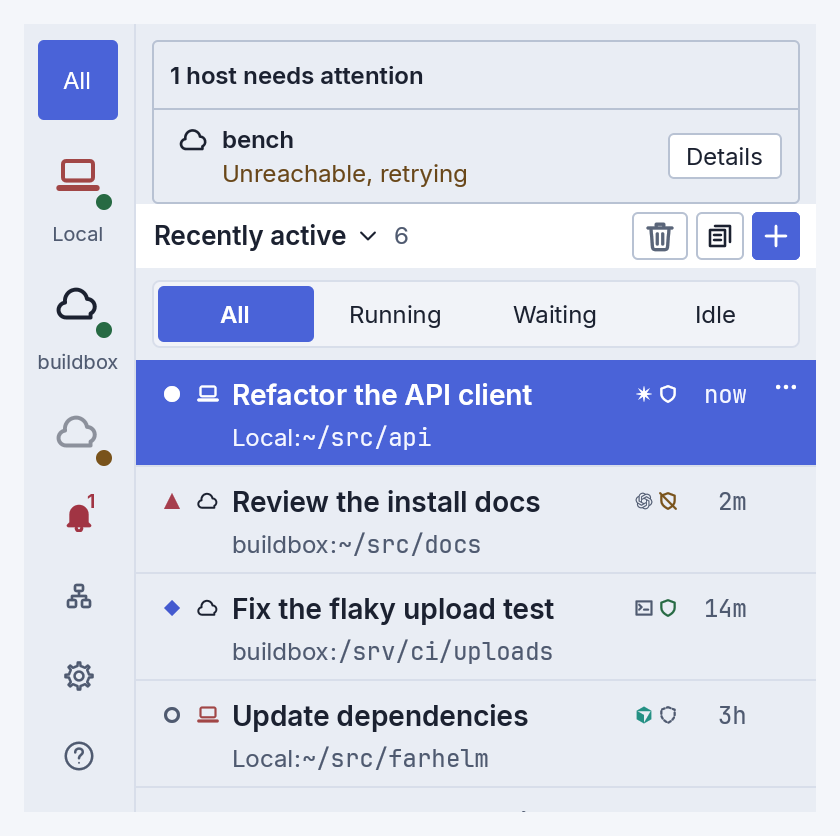 All
Local
buildbox
1
1 host needs attention
bench
Unreachable, retrying
Details
Recently active 6
All Running Waiting Idle
Refactor the API client now
Local:~/src/api
Review the install docs 2m
buildbox:~/src/docs
Fix the flaky upload test 14m
buildbox:/srv/ci/uploads
Update dependencies 3h
Local:~/src/farhelm